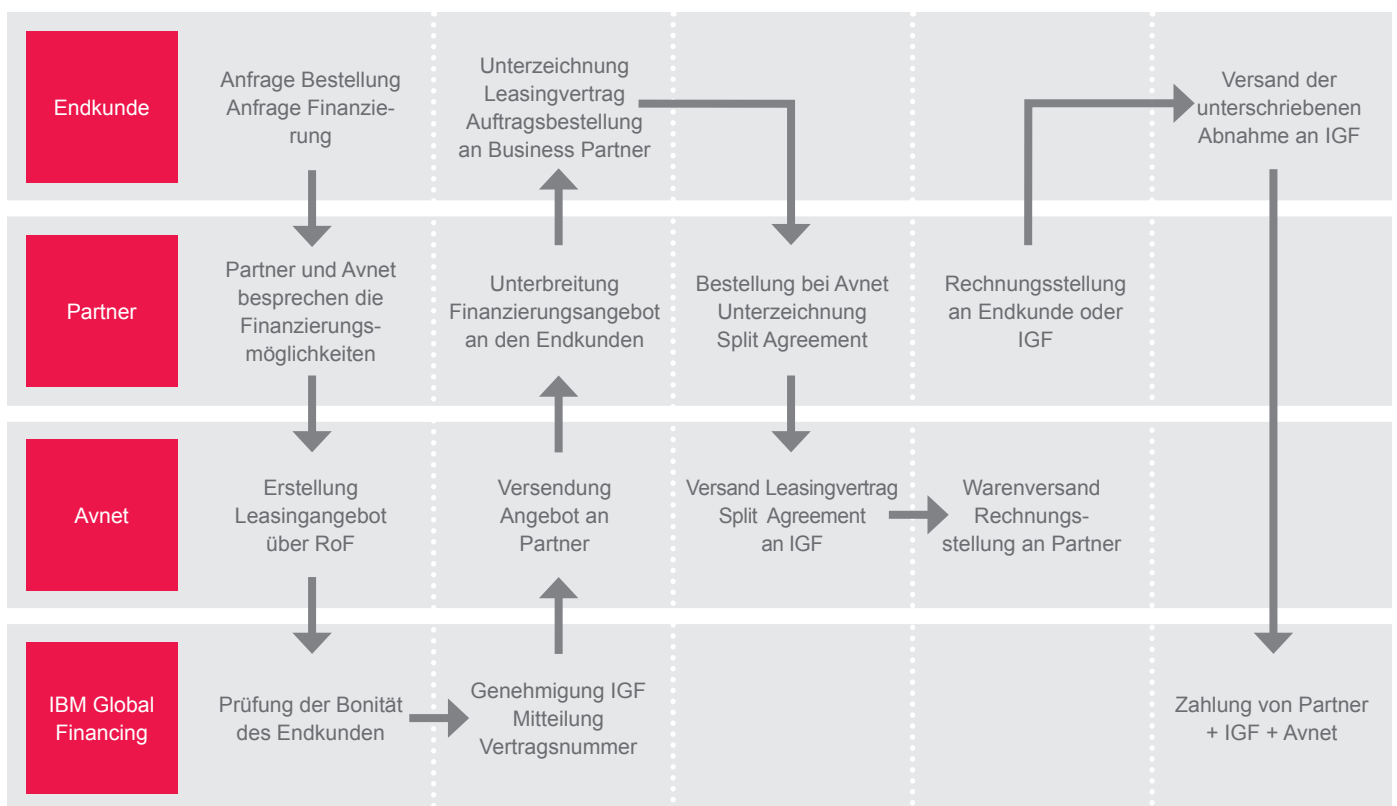 Endkunde
Anfrage Bestellung
Anfrage Finanzie-
rung
Unterzeichnung
Leasingvertrag
Auftragsbestellung
an Business Partner
Versand der
unterschriebenen
Abnahme an IGF
Partner
Partner und Avnet
besprechen die
Finanzierungs-
möglichkeiten
Unterbreitung
Finanzierungsangebot
an den Endkunden
Bestellung bei Avnet
Unterzeichnung
Split Agreement
Rechnungsstellung
an Endkunde oder
IGF
Avnet
Erstellung
Leasingangebot
über RoF
Versendung
Angebot an
Partner
Versand Leasingvertrag
Split Agreement
an IGF
Warenversand
Rechnungs-
stellung an Partner
IBM Global
Financing
Prüfung der Bonität
des Endkunden
Genehmigung IGF
Mitteilung
Vertragsnummer
Zahlung von Partner
+ IGF + Avnet